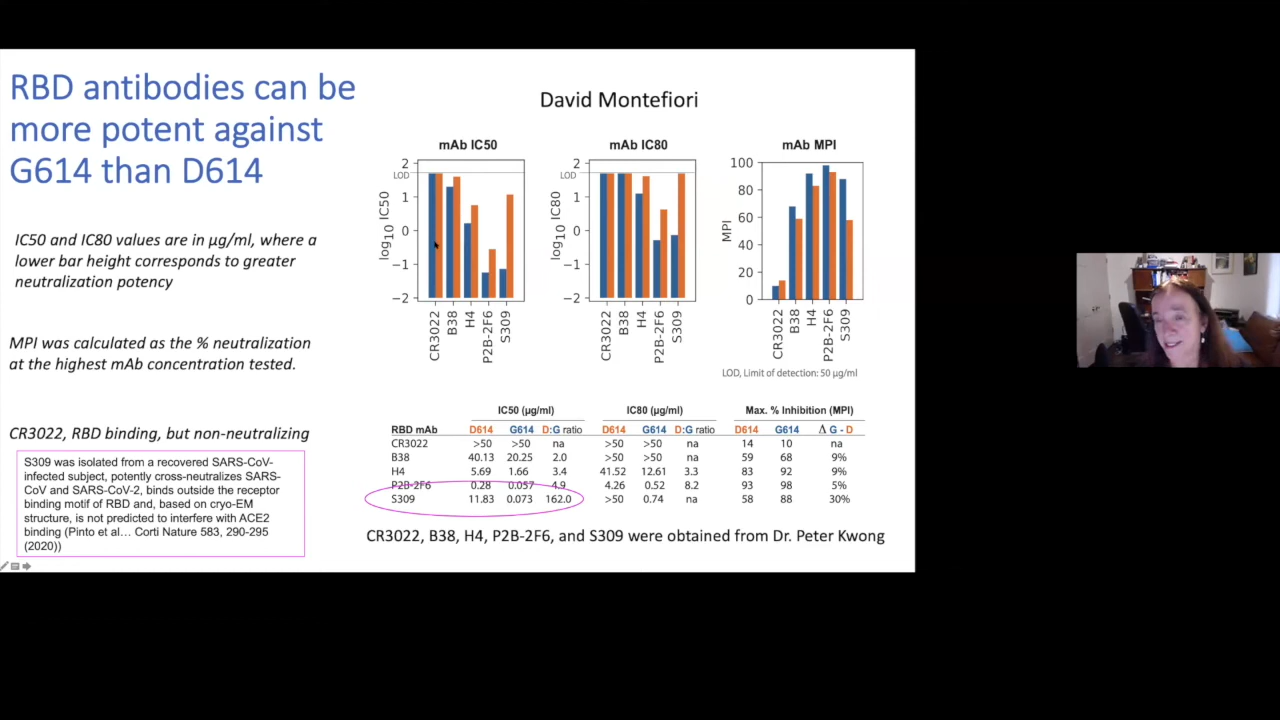 RBD antibodies can be
more potent against
G614 than D614
IC50 and IC80 values are in µg/ml, where a
lower bar height corresponds to greater
neutralization potency
MPI was calculated as the % neutralization
at the highest mAb concentration tested.
CR3022, RBD binding, but non-neutralizing
S309 was isolated from a recovered SARS-CoV-
infected subject, potently cross-neutralizes SARS-
CoV and SARS-CoV-2, binds outside the receptor
binding motif of RBD and, based on cryo-EM
structure, is not predicted to interfere with ACE2
binding (Pinto et al… Corti Nature 583, 290-295
(2020))
David Montefiori
mAb IC50
2
LOD
1
0
−1
−2
log10 IC50
CR3022
B38
H4
P2B-2F6
S309
mAb IC80
2
LOD
1
0
−1
−2
log10 IC80
CR3022
B38
H4
P2B-2F6
S309
mAb MPI
100
80
60
40
20
0
MPI
CR3022
B38
H4
P2B-2F6
S309
LOD, Limit of detection: 50 µg/ml
IC50 (µg/ml) IC80 (µg/ml) Max. % Inhibition (MPI)
RBD mAb D614 G614 D:G ratio D614 G614 D:G ratio D614 G614 Δ G - D
CR3022 >50 >50 na >50 >50 na 14 10 na
B38 40.13 20.25 2.0 >50 >50 na 59 68 9%
H4 5.69 1.66 3.4 41.52 12.61 3.3 83 92 9%
P2B-2F6 0.28 0.057 4.9 4.26 0.52 8.2 93 98 5%
S309 11.83 0.073 162.0 >50 0.74 na 58 88 30%
CR3022, B38, H4, P2B-2F6, and S309 were obtained from Dr. Peter Kwong